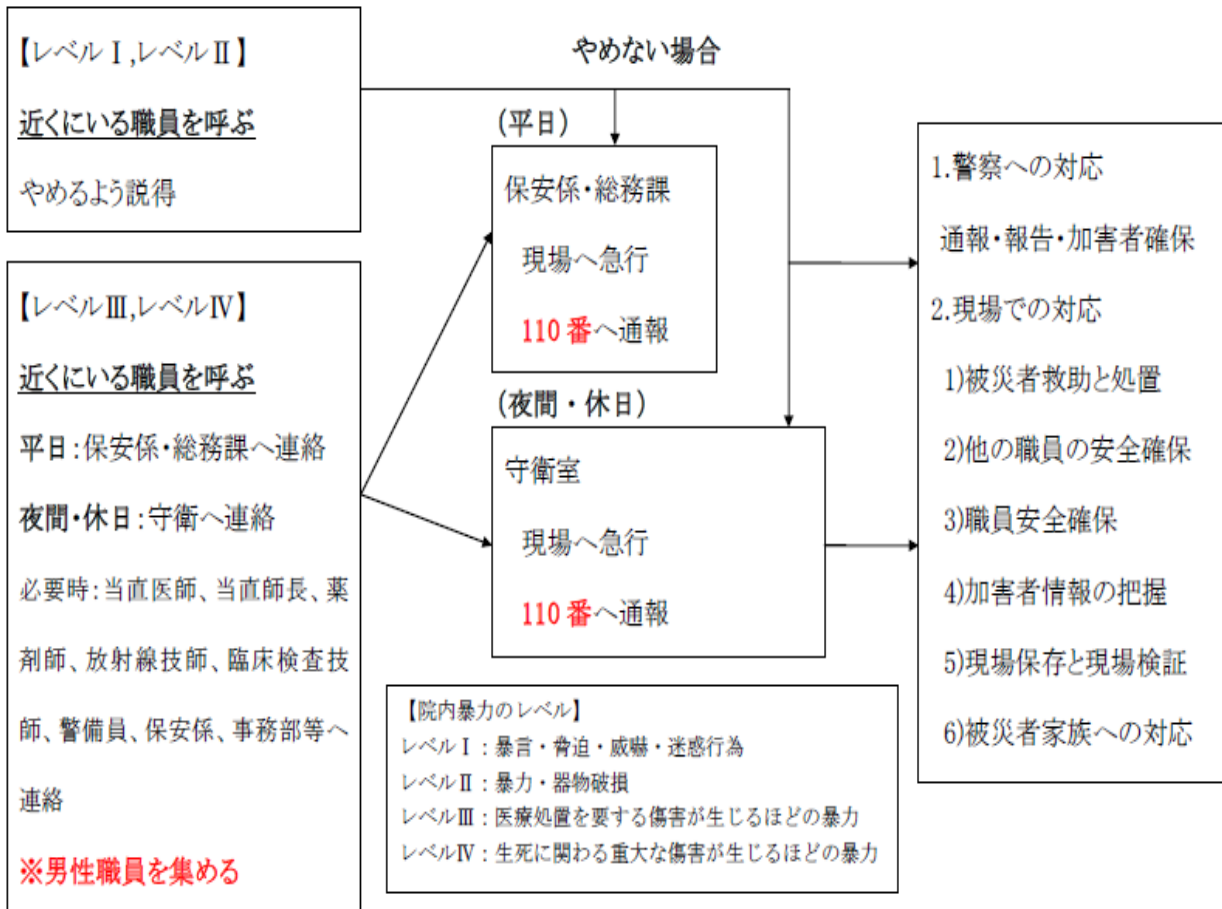 【レベルⅠ,レベルⅡ】
近くにいる職員を呼ぶ
やめるよう説得
やめない場合
【レベルⅢ,レベルⅣ】
近くにいる職員を呼ぶ
平日:保安係・総務課へ連絡
夜間・休日:守衛へ連絡
必要時:当直医師、当直師長、薬
剤師、放射線技師、臨床検査技
師、警備員、保安係、事務部等へ
連絡
※男性職員を集める
(平日)
保安係・総務課
現場へ急行
110番へ通報
(夜間・休日)
守衛室
現場へ急行
110番へ通報
【院内暴力のレベル】
レベルⅠ:暴言・脅迫・威嚇・迷惑行為
レベルⅡ:暴力・器物破損
レベルⅢ:医療処置を要する傷害が生じるほどの暴力
レベルⅣ:生死に関わる重大な傷害が生じるほどの暴力
1.警察への対応
通報・報告・加害者確保
2.現場での対応
1)被災者救助と処置
2)他の職員の安全確保
3)職員安全確保
4)加害者情報の把握
5)現場保存と現場検証
6)被災者家族への対応